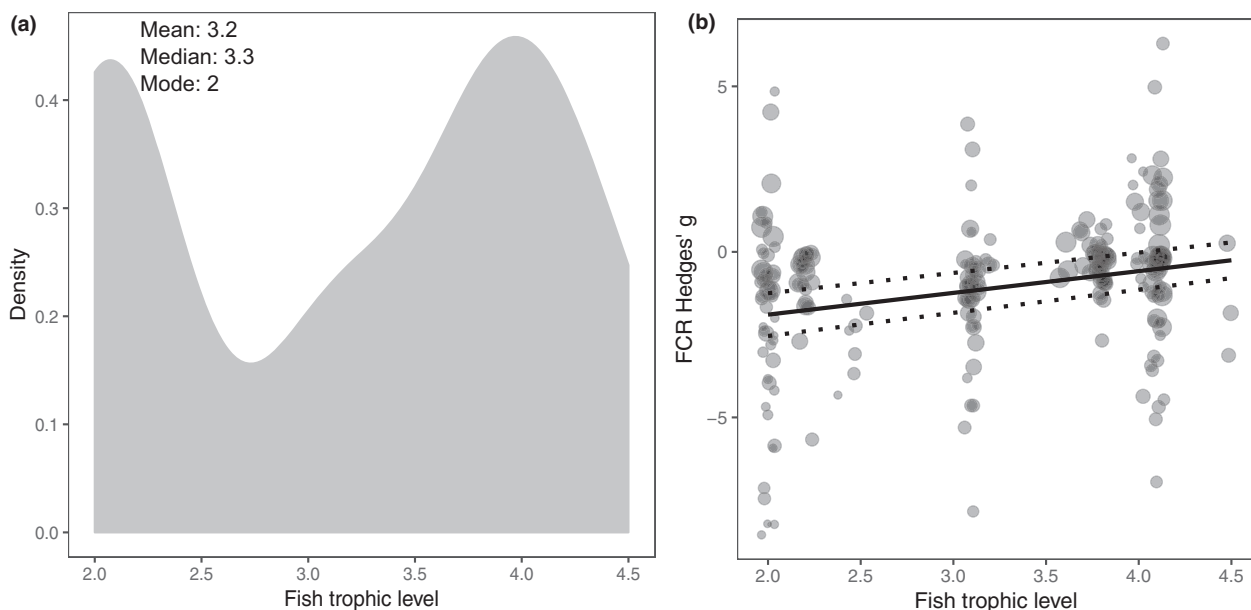 (a)
Mean: 3.2
Median: 3.3
Mode: 2
Density
0.4
0.3
0.2
0.1
0.0
2.0 2.5 3.0 3.5 4.0 4.5
Fish trophic level
(b)
FCR Hedges' g
5
0
−5
2.0 2.5 3.0 3.5 4.0 4.5
Fish trophic level